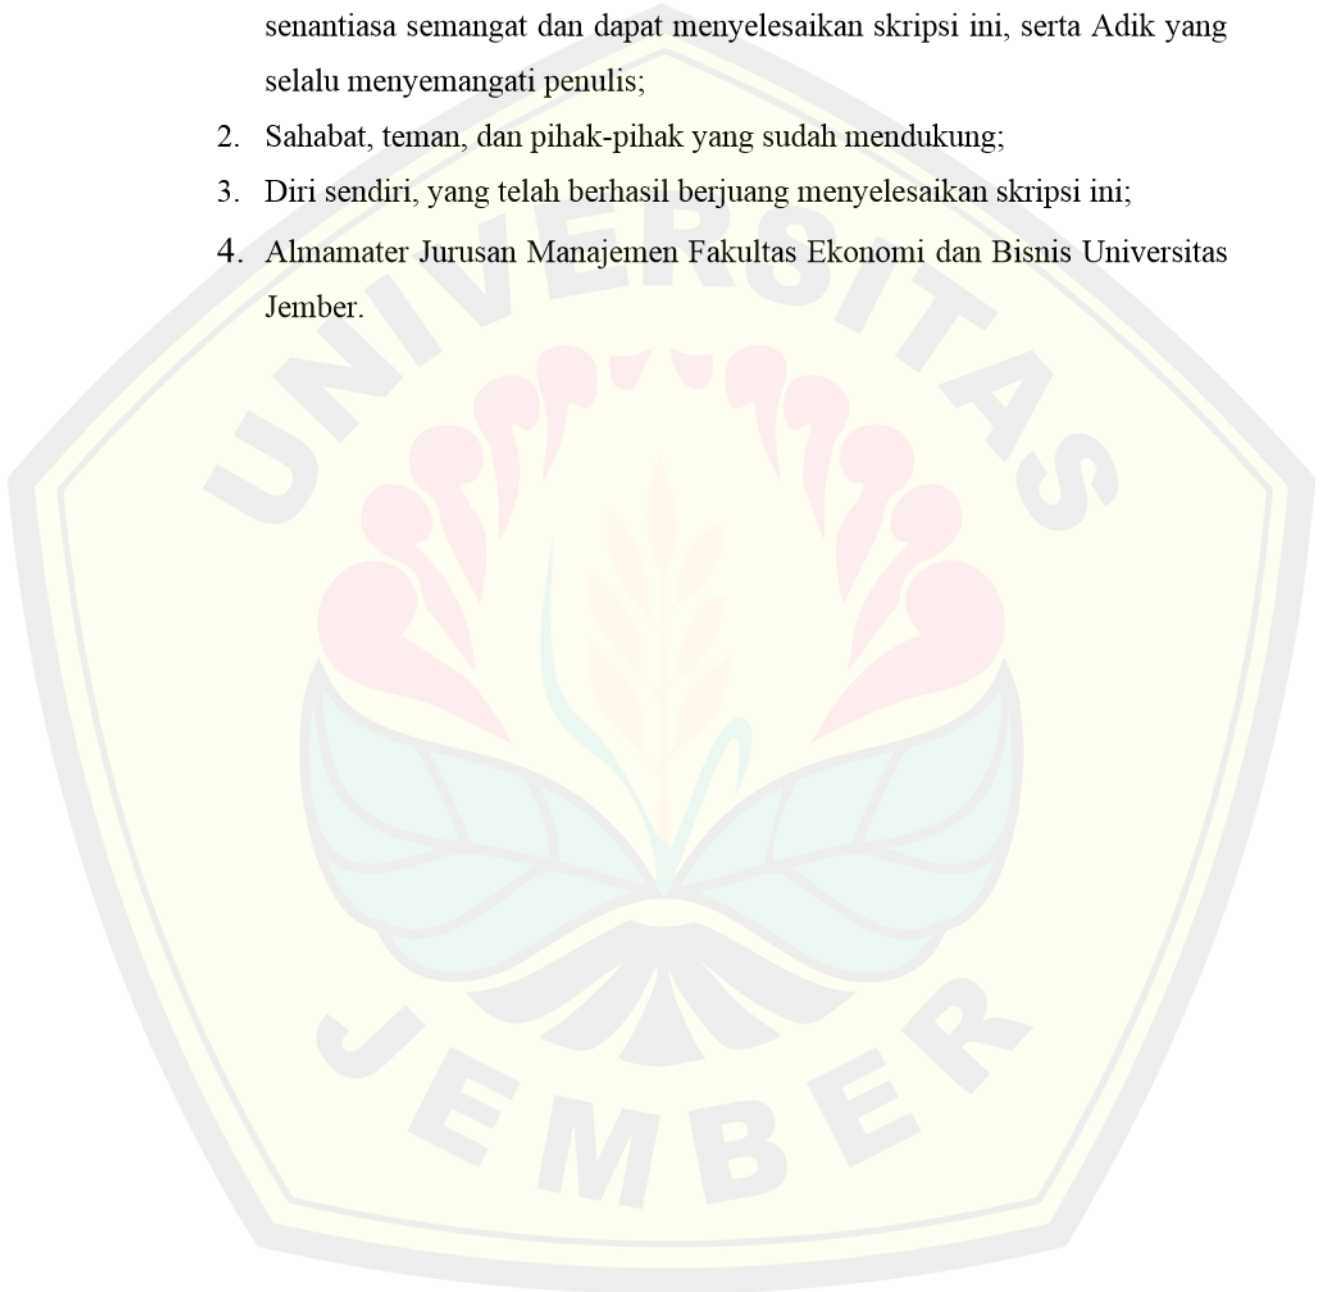 senantiasa semangat dan dapat menyelesaikan skripsi ini, serta Adik yang
selalu menyemangati penulis;
2. Sahabat, teman, dan pihak-pihak yang sudah mendukung;
3. Diri sendiri, yang telah berhasil berjuang menyelesaikan skripsi ini;
4. Almamater Jurusan Manajemen Fakultas Ekonomi dan Bisnis Universitas
Jember.
UNIVERSITAS
JEMBER